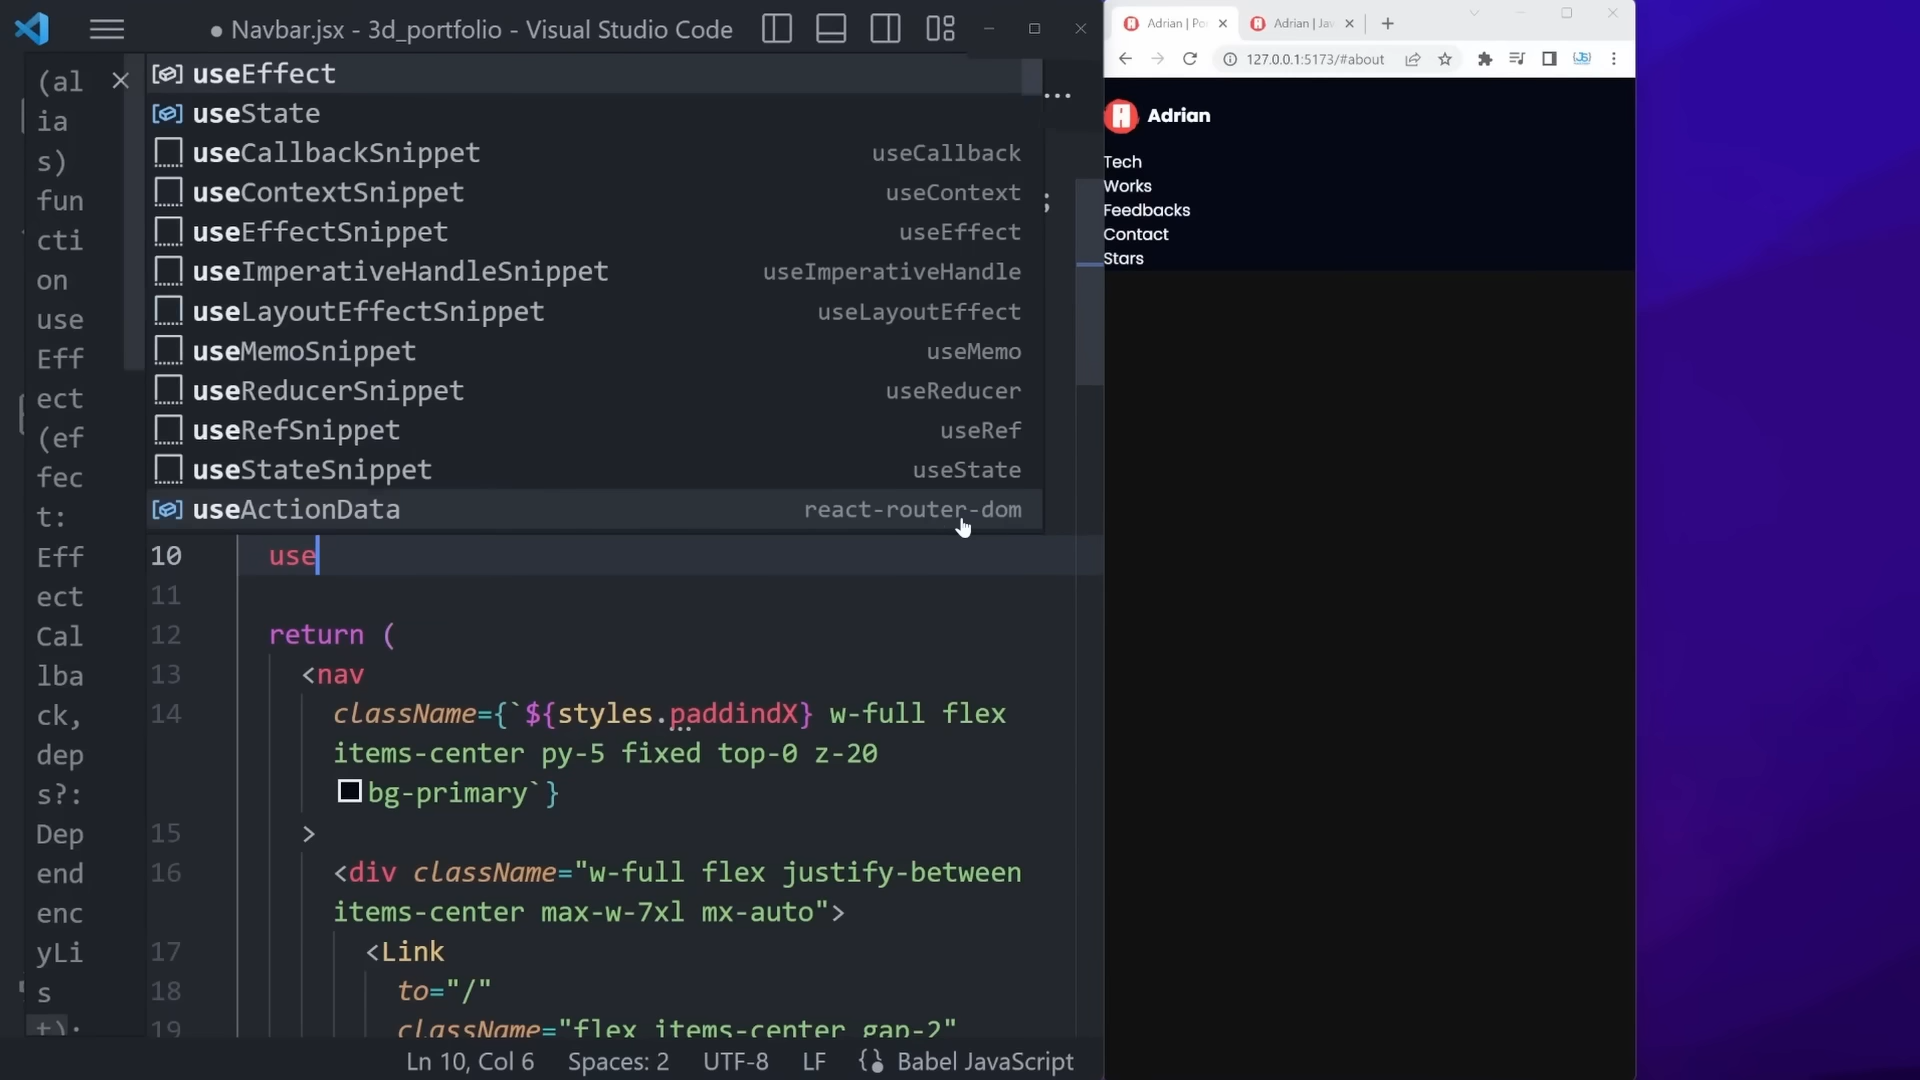 Navbar.jsx - 3d_portfolio - Visual Studio Code
(al
ia
s)
fun
cti
on
use
Eff
ect
(ef
fec
t:
Eff
ect
Cal
lba
ck,
dep
s?:
Dep
end
enc
yLi
s
t):
useEffect
useState
useCallbackSnippet useCallback
useContextSnippet useContext
useEffectSnippet useEffect
useImperativeHandleSnippet useImperativeHandle
useLayoutEffectSnippet useLayoutEffect
useMemoSnippet useMemo
useReducerSnippet useReducer
useRefSnippet useRef
useStateSnippet useState
useActionData react-router-dom
...
;
10 use
11
12 return (
13 <nav
14 className={`${styles.paddindX} w-full flex
items-center py-5 fixed top-0 z-20
bg-primary`}
15 >
16 <div className="w-full flex justify-between
items-center max-w-7xl mx-auto">
17 <Link
18 to="/"
19 className="flex items-center gap-2"
Ln 10, Col 6 Spaces: 2 UTF-8 LF Babel JavaScript
Adrian | Po
Adrian | Jav
127.0.0.1:5173/#about
Adrian
Tech
Works
Feedbacks
Contact
Stars